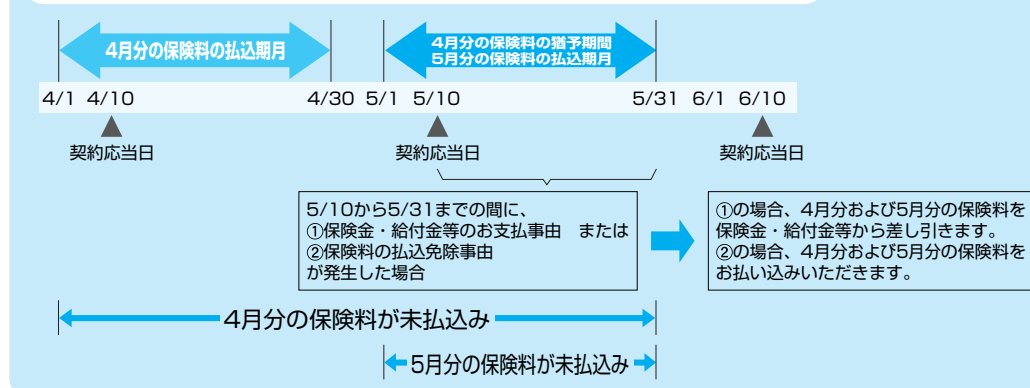 4月分の保険料の払込期月
4月分の保険料の猶予期間
5月分の保険料の払込期月
4/1 4/10 4/30 5/1 5/10 5/31 6/1 6/10
契約応当日 契約応当日 契約応当日
5/10から5/31までの間に、
①保険金・給付金等のお支払事由 または
②保険料の払込免除事由
が発生した場合
①の場合、4月分および5月分の保険料を
保険金・給付金等から差し引きます。
②の場合、4月分および5月分の保険料を
お払い込みいただきます。
4月分の保険料が未払込み
5月分の保険料が未払込み